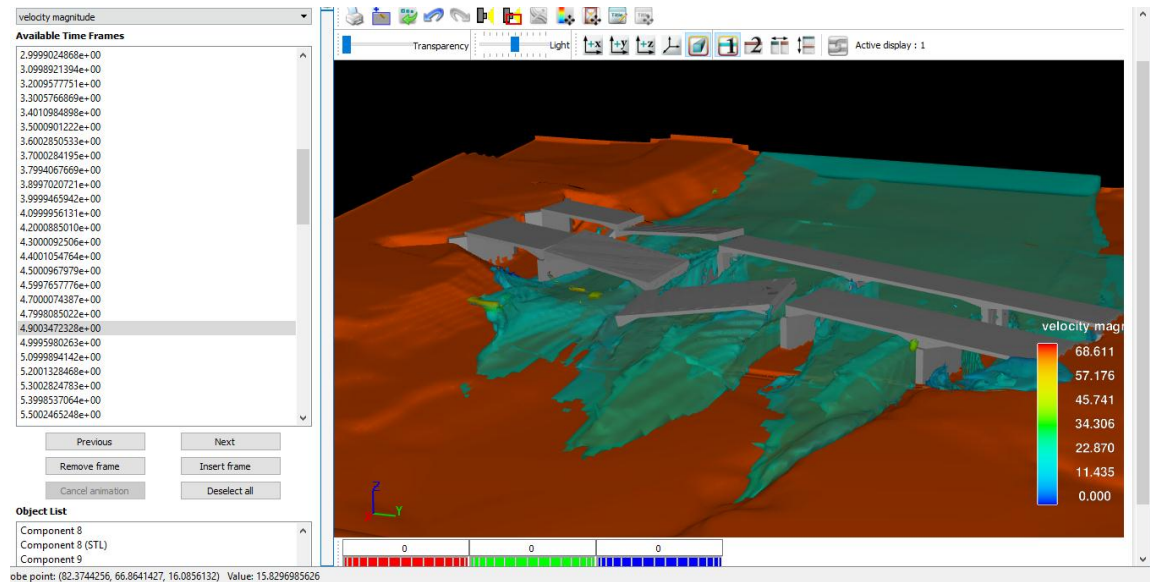 velocity magnitude
Available Time Frames
2.9999024868e+00
3.0998921394e+00
3.2009577751e+00
3.3005766869e+00
3.4010984898e+00
3.5000901222e+00
3.6002850533e+00
3.7000284195e+00
3.7994067669e+00
3.8997020721e+00
3.9999465942e+00
4.0999956131e+00
4.2000885010e+00
4.3000092506e+00
4.4001054764e+00
4.5000967979e+00
4.5997657776e+00
4.7000074387e+00
4.7998085022e+00
4.9003472328e+00
4.9995980263e+00
5.0999894142e+00
5.2001328468e+00
5.3002824783e+00
5.3998537064e+00
5.5002465248e+00
Previous Next
Remove frame Insert frame
Cancel animation Deselect all
Object List
Component 8
Component 8 (STL)
Component 9
obe point: (82.3744256, 66.8641427, 16.0856132) Value: 15.8296985626
Transparency Light +x +y +z 1 2 Active display : 1
velocity magn
68.611
57.176
45.741
34.306
22.870
11.435
0.000
Z
Y
0 0 0